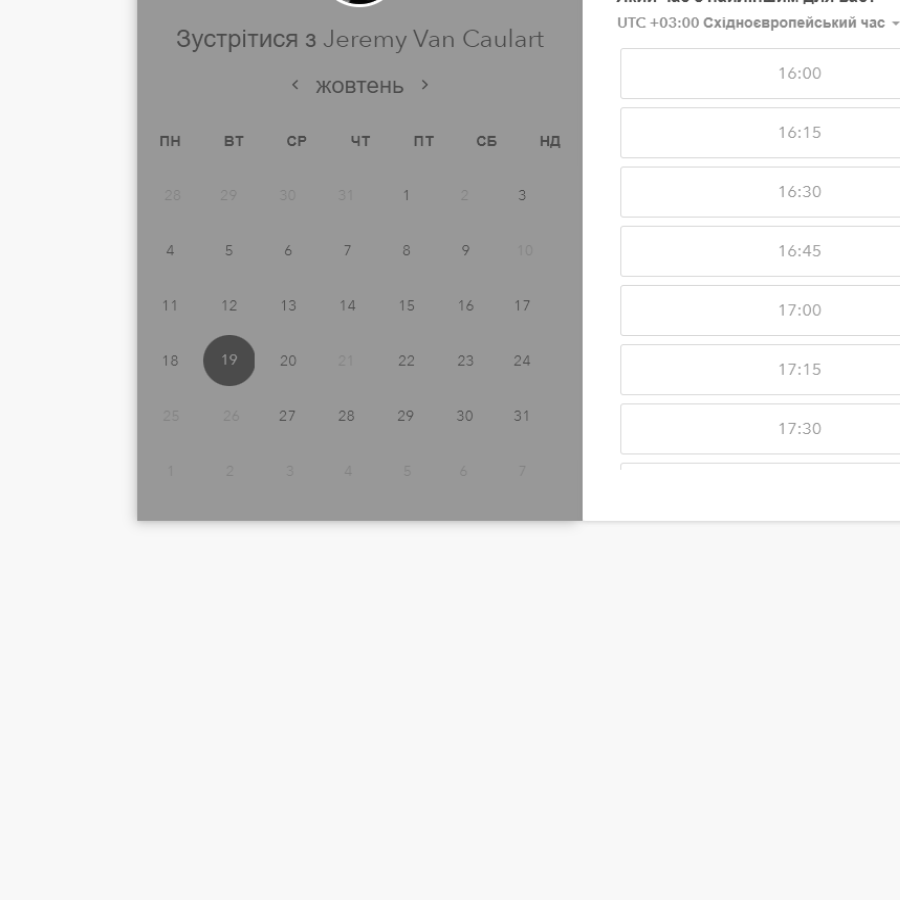 Зустрітися з Jeremy Van Caulart
жовтень
ПН ВТ СР ЧТ ПТ СБ НД
28 29 30 31 1 2 3
4 5 6 7 8 9 10
11 12 13 14 15 16 17
18 19 20 21 22 23 24
25 26 27 28 29 30 31
1 2 3 4 5 6 7
UTC +03:00 Східноєвропейський час
16:00
16:15
16:30
16:45
17:00
17:15
17:30